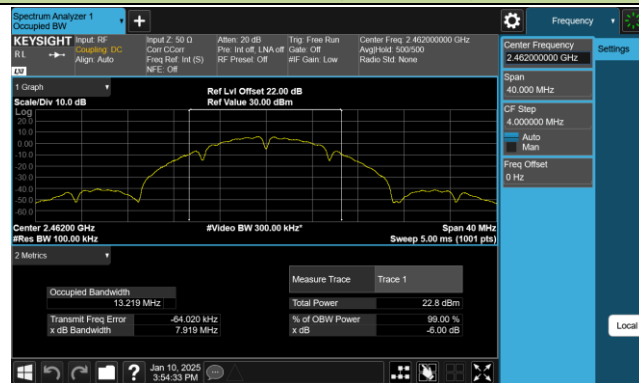 Spectrum Analyzer 1
Occupied BW
Frequency
KEYSIGHT
RL
LXI
Input: RF
Coupling: DC
Align: Auto
Input Z: 50 Ω
Corr CCorr
Freq Ref: Int (S)
NFE: Off
Atten: 20 dB
Pre: Int off, LNA off
RF Preset: Off
Trig: Free Run
Gate: Off
#IF Gain: Low
Center Freq: 2.462000000 GHz
Avg|Hold: 500/500
Radio Std: None
Center Frequency
2.462000000 GHz
Settings
Span
40.000 MHz
CF Step
4.000000 MHz
Auto
Man
Freq Offset
0 Hz
Local
1 Graph
Scale/Div 10.0 dB
Ref Lvl Offset 22.00 dB
Ref Value 30.00 dBm
Log
20.0
10.0
0.00
-10.0
-20.0
-30.0
-40.0
-50.0
-60.0
Center 2.46200 GHz
#Res BW 100.00 kHz
#Video BW 300.00 kHz*
Span 40 MHz
Sweep 5.00 ms (1001 pts)
2 Metrics
Measure Trace
Trace 1
Occupied Bandwidth
13.219 MHz
Total Power
22.8 dBm
Transmit Freq Error
-64.020 kHz
% of OBW Power
99.00 %
x dB Bandwidth
7.919 MHz
x dB
-6.00 dB
Jan 10, 2025
3:54:33 PM